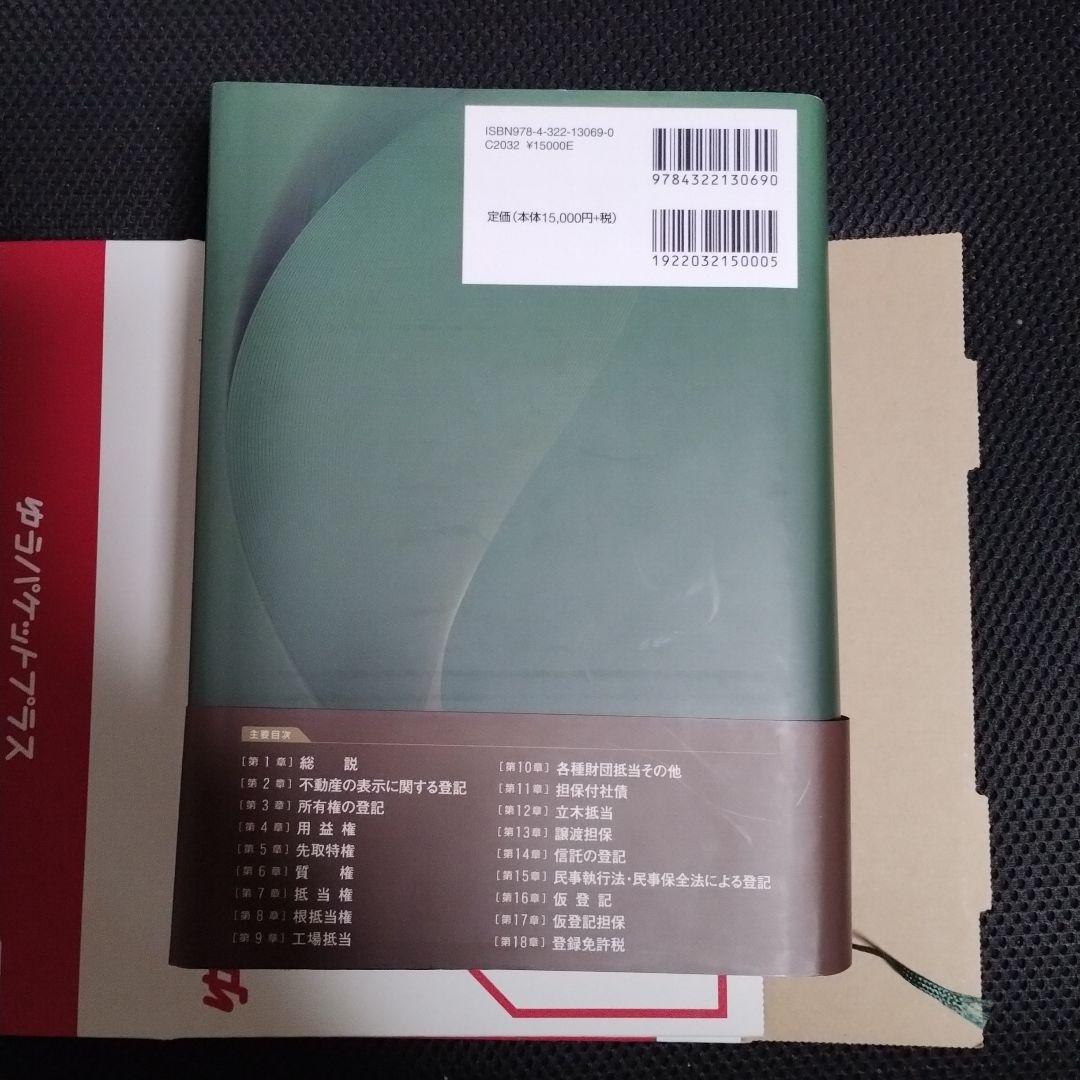 ISBN978-4-322-13069-0
C2032 ¥15000E
9784322130690
定価(本体15,000円+税)
1922032150005
主要目次
[第1章] 総 説
[第2章] 不動産の表示に関する登記
[第3章] 所有権の登記
[第4章] 用益権
[第5章] 先取特権
[第6章] 質 権
[第7章] 抵当権
[第8章] 根抵当権
[第9章] 工場抵当
[第10章] 各種財団抵当その他
[第11章] 担保付社債
[第12章] 立木抵当
[第13章] 譲渡担保
[第14章] 信託の登記
[第15章] 民事執行法・民事保全法による登記
[第16章] 仮登記
[第17章] 仮登記担保
[第18章] 登録免許税
ゆうパケットプラス